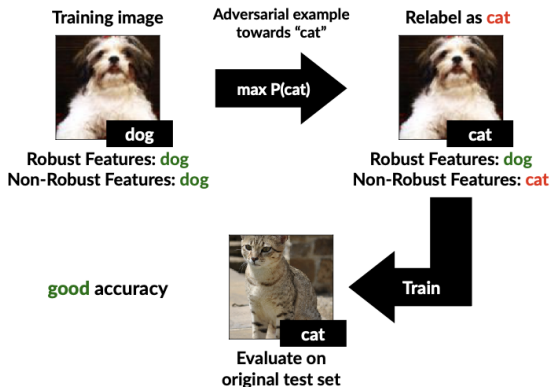 Training image
dog
Robust Features: dog
Non-Robust Features: dog
Adversarial example
towards "cat"
max P(cat)
Relabel as cat
cat
Robust Features: dog
Non-Robust Features: cat
Train
good accuracy
cat
Evaluate on
original test set